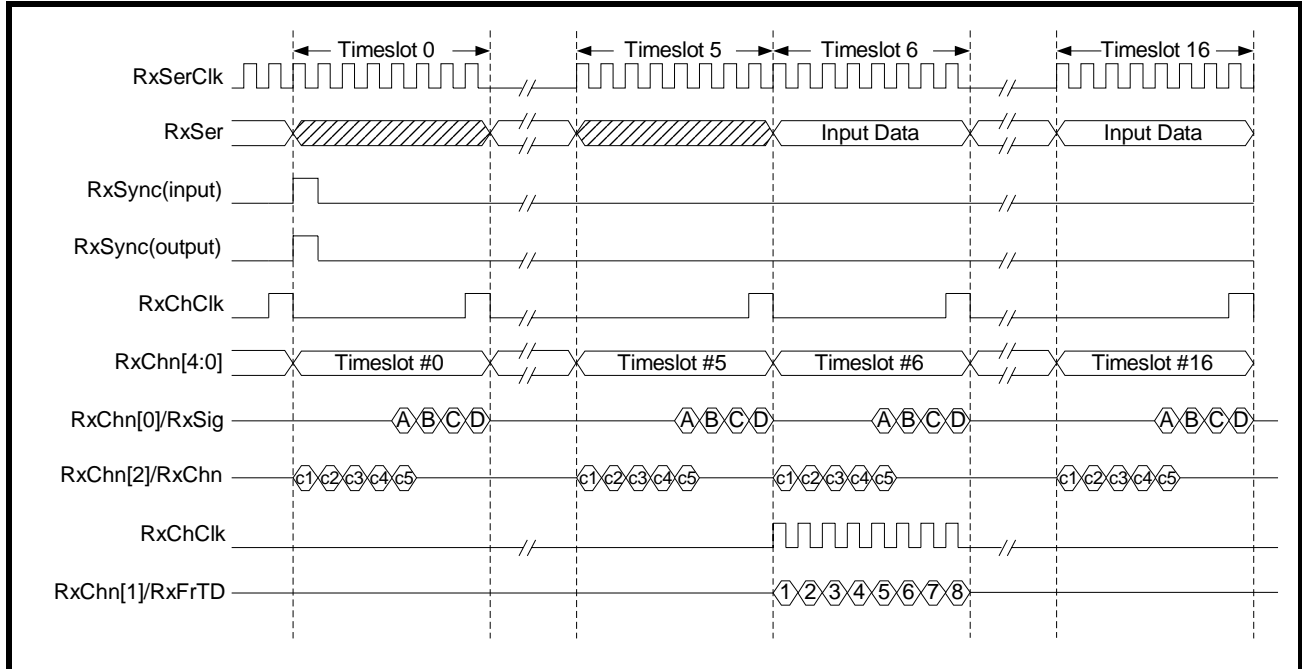 Timeslot 0 Timeslot 5 Timeslot 6 Timeslot 16
RxSerClk
RxSer Input Data Input Data
RxSync(input)
RxSync(output)
RxChClk
RxChn[4:0] Timeslot #0 Timeslot #5 Timeslot #6 Timeslot #16
RxChn[0]/RxSig A B C D A B C D A B C D A B C D
RxChn[2]/RxChn c1 c2 c3 c4 c5 c1 c2 c3 c4 c5 c1 c2 c3 c4 c5 c1 c2 c3 c4 c5
RxChClk
RxChn[1]/RxFrTD 1 2 3 4 5 6 7 8